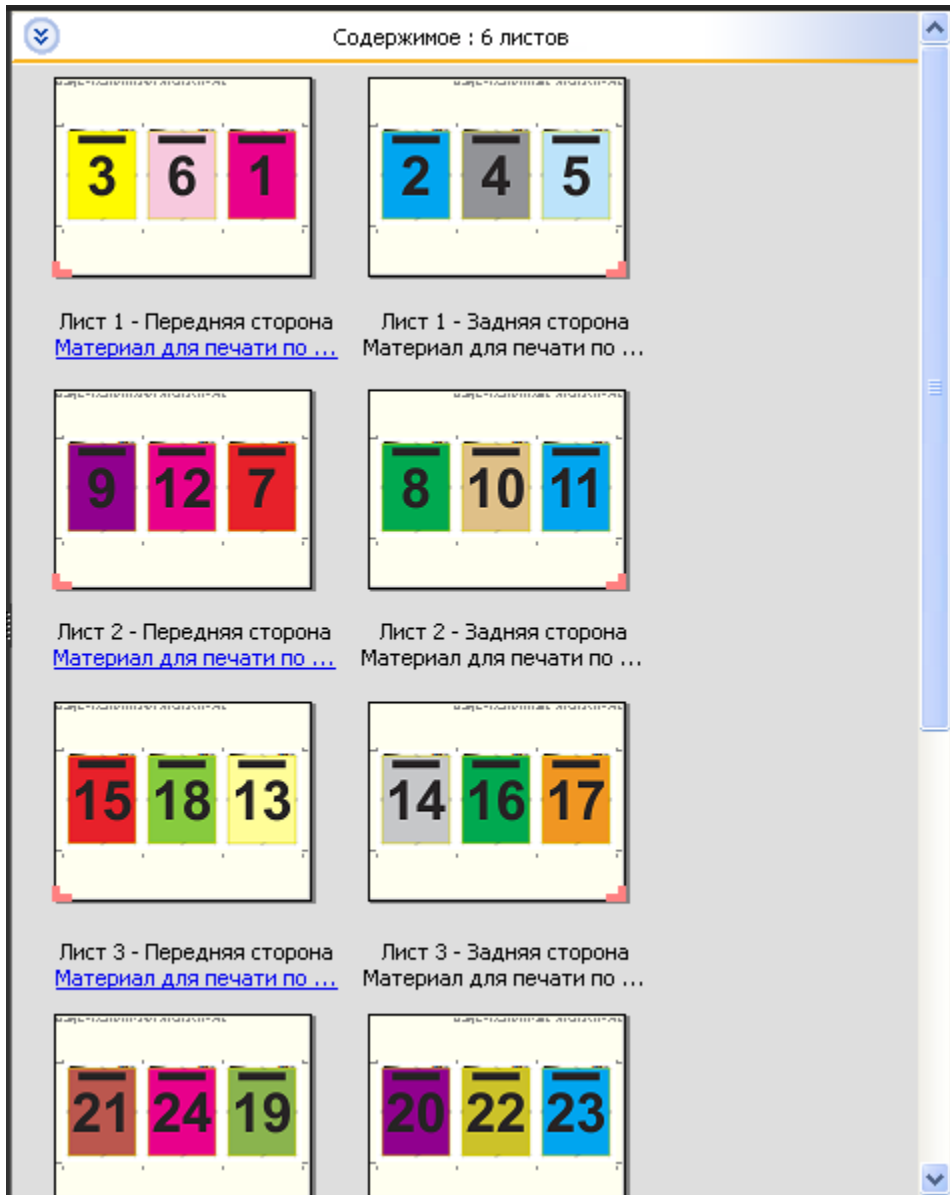 Содержимое : 6 листов
3 6 1 2 4 5
Лист 1 - Передняя сторона Лист 1 - Задняя сторона
Материал для печати по ... Материал для печати по ...
9 12 7 8 10 11
Лист 2 - Передняя сторона Лист 2 - Задняя сторона
Материал для печати по ... Материал для печати по ...
15 18 13 14 16 17
Лист 3 - Передняя сторона Лист 3 - Задняя сторона
Материал для печати по ... Материал для печати по ...
21 24 19 20 22 23